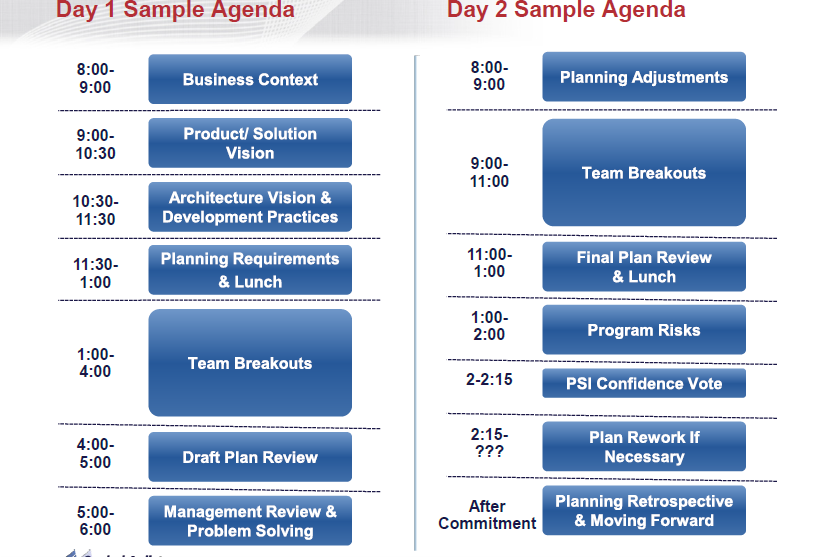 Day 1 Sample Agenda
8:00-
9:00
Business Context
9:00-
10:30
Product/ Solution
Vision
10:30-
11:30
Architecture Vision &
Development Practices
11:30-
1:00
Planning Requirements
& Lunch
1:00-
4:00
Team Breakouts
4:00-
5:00
Draft Plan Review
5:00-
6:00
Management Review &
Problem Solving
Day 2 Sample Agenda
8:00-
9:00
Planning Adjustments
9:00-
11:00
Team Breakouts
11:00-
1:00
Final Plan Review
& Lunch
1:00-
2:00
Program Risks
2-2:15
PSI Confidence Vote
2:15-
???
Plan Rework If
Necessary
After
Commitment
Planning Retrospective
& Moving Forward